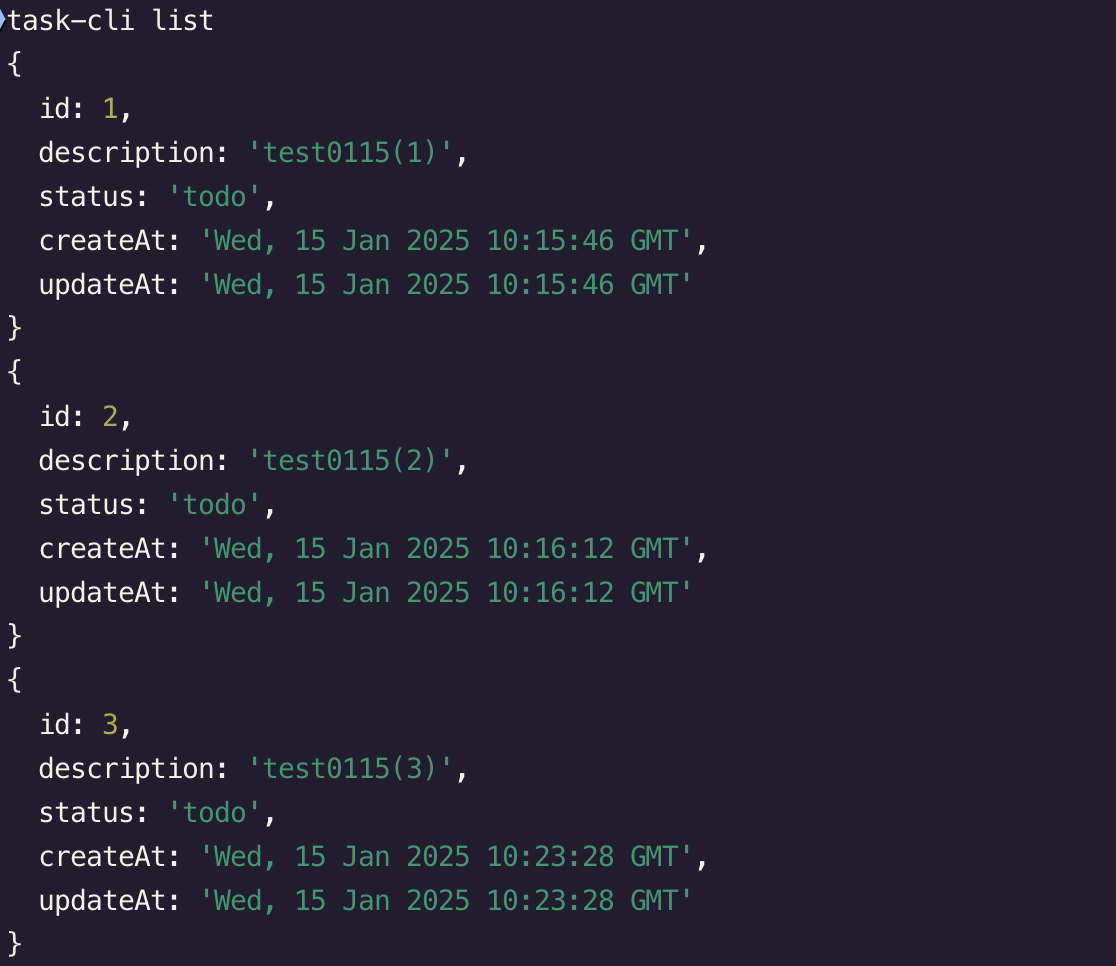 task-cli list
{
  id: 1,
  description: 'test0115(1)',
  status: 'todo',
  createAt: 'Wed, 15 Jan 2025 10:15:46 GMT',
  updateAt: 'Wed, 15 Jan 2025 10:15:46 GMT'
}
{
  id: 2,
  description: 'test0115(2)',
  status: 'todo',
  createAt: 'Wed, 15 Jan 2025 10:16:12 GMT',
  updateAt: 'Wed, 15 Jan 2025 10:16:12 GMT'
}
{
  id: 3,
  description: 'test0115(3)',
  status: 'todo',
  createAt: 'Wed, 15 Jan 2025 10:23:28 GMT',
  updateAt: 'Wed, 15 Jan 2025 10:23:28 GMT'
}